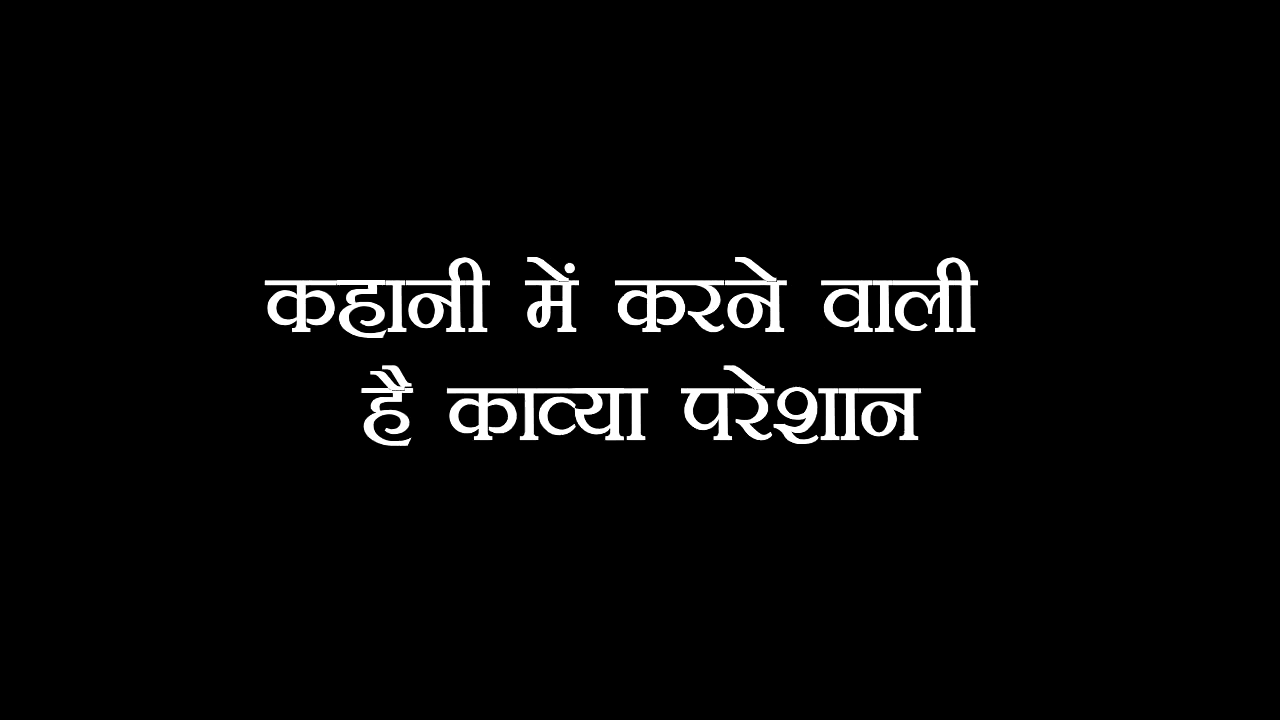 कहानी में करने वाली
है काव्या परेशान